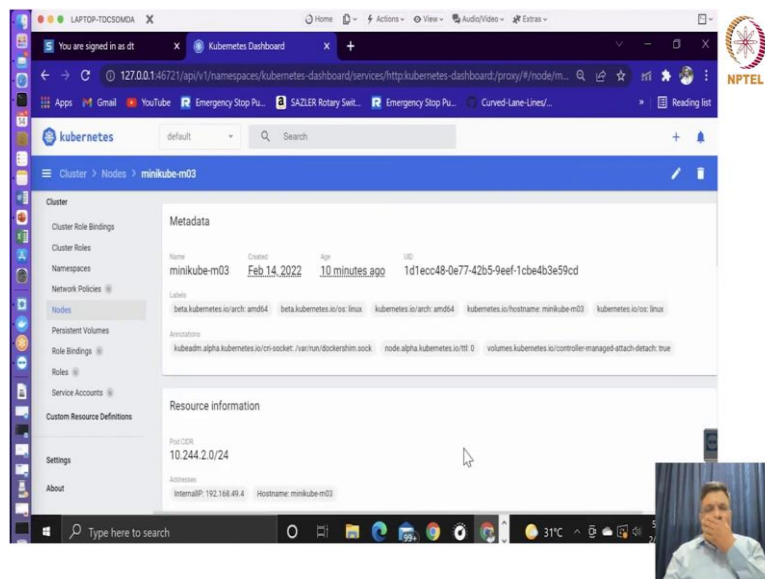 LAPTOP-TDCSOMDA
Home
Actions
View
Audio/Video
Extras
NPTEL
You are signed in as dt
Kubernetes Dashboard
127.0.0.1:46721/api/v1/namespaces/kubernetes-dashboard/services/http:kubernetes-dashboard:/proxy/#/node/m...
Apps
Gmail
YouTube
Emergency Stop Pu...
SAZLER Rotary Swit...
Emergency Stop Pu...
Curved-Lane-Lines/...
»
Reading list
kubernetes
default
Search
Cluster > Nodes > minikube-m03
Cluster
Cluster Role Bindings
Cluster Roles
Namespaces
Network Policies
Nodes
Persistent Volumes
Role Bindings
Roles
Service Accounts
Custom Resource Definitions
Settings
About
Metadata
Name
minikube-m03
Created
Feb 14, 2022
Age
10 minutes ago
UID
1d1ecc48-0e77-42b5-9eef-1cbe4b3e59cd
Labels
beta.kubernetes.io/arch: amd64
beta.kubernetes.io/os: linux
kubernetes.io/arch: amd64
kubernetes.io/hostname: minikube-m03
kubernetes.io/os: linux
Annotations
kubeadm.alpha.kubernetes.io/cri-socket: /var/run/dockershim.sock
node.alpha.kubernetes.io/ttl: 0
volumes.kubernetes.io/controller-managed-attach-detach: true
Resource information
Pod CIDR
10.244.2.0/24
Addresses
InternalIP: 192.168.49.4
Hostname: minikube-m03
Type here to search
99+
31°C